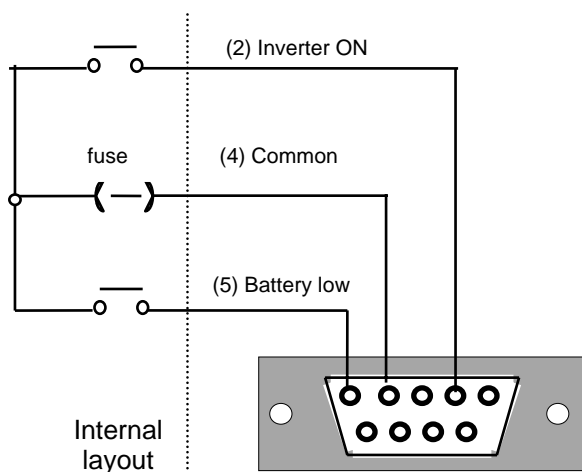 (2) Inverter ON
fuse
(4) Common
(5) Battery low
Internal
layout